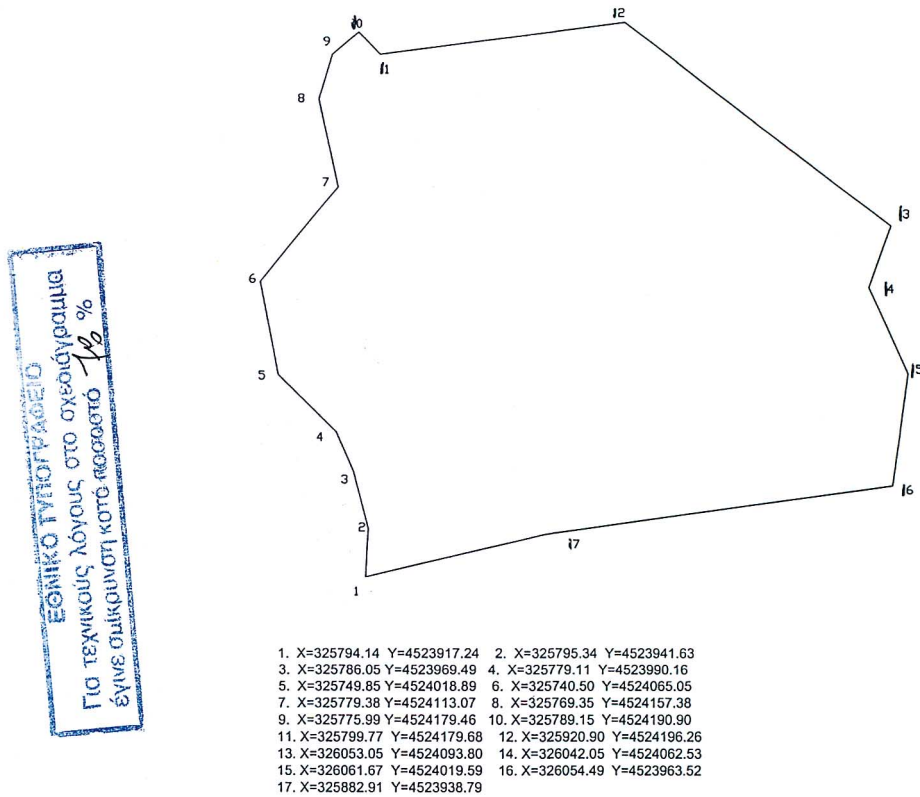 10
12
9
11
8
7
13
6
14
5
15
4
3
16
2
17
1
ΕΘΝΙΚΟ ΤΥΠΟΓΡΑΦΕΙΟ
Για τεχνικούς λόγους στο σχεδιάγραμμα
έγινε σμίκρυνση κατά ποσοστό %
1. X=325794.14 Y=4523917.24 2. X=325795.34 Y=4523941.63
3. X=325786.05 Y=4523969.49 4. X=325779.11 Y=4523990.16
5. X=325749.85 Y=4524018.89 6. X=325740.50 Y=4524065.05
7. X=325779.38 Y=4524113.07 8. X=325769.35 Y=4524157.38
9. X=325775.99 Y=4524179.46 10. X=325789.15 Y=4524190.90
11. X=325799.77 Y=4524179.68 12. X=325920.90 Y=4524196.26
13. X=326053.05 Y=4524093.80 14. X=326042.05 Y=4524062.53
15. X=326061.67 Y=4524019.59 16. X=326054.49 Y=4523963.52
17. X=325882.91 Y=4523938.79